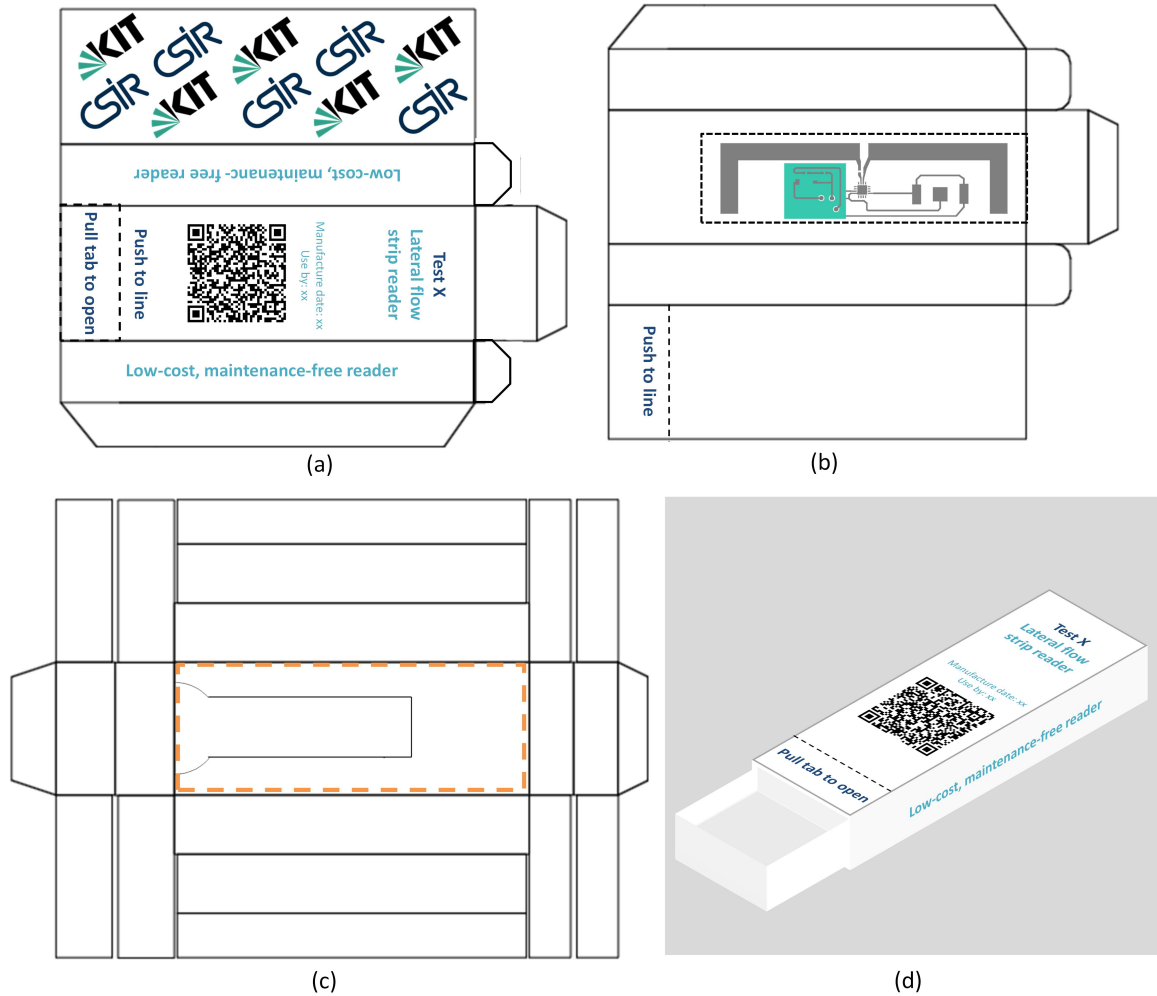 KIT
CSIR
KIT
CSIR
KIT
CSIR
KIT
CSIR
KIT
CSIR
Low-cost, maintenanc- free reader
Pull tab to open
Push to line
Manufacture date: xx
Use by: xx
Test X
Lateral flow
strip reader
Low-cost, maintenance-free reader
(a)
Push to line
(b)
(c)
Test X
Lateral flow
strip reader
Manufacture date: xx
Use by: xx
Pull tab to open
Low-cost, maintenance-free reader
(d)